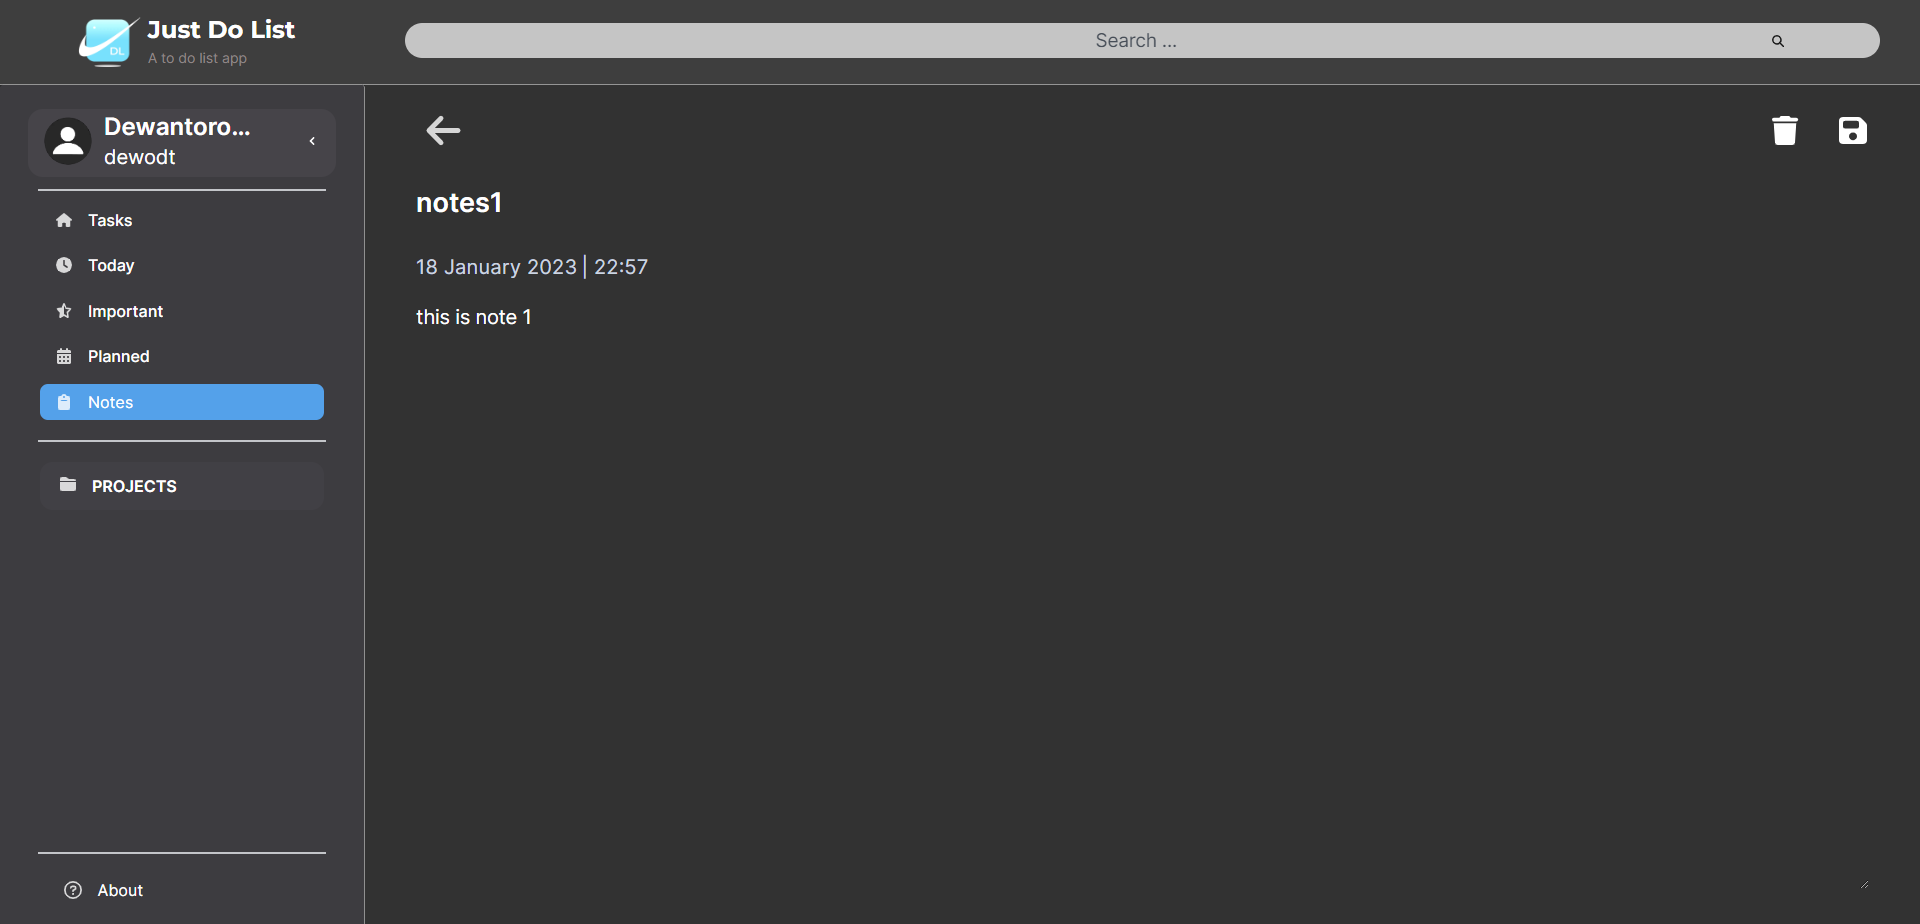 DL
Just Do List
A to do list app
Search ...
Dewantoro...
dewodt
Tasks
Today
Important
Planned
Notes
PROJECTS
About
notes1
18 January 2023 | 22:57
this is note 1